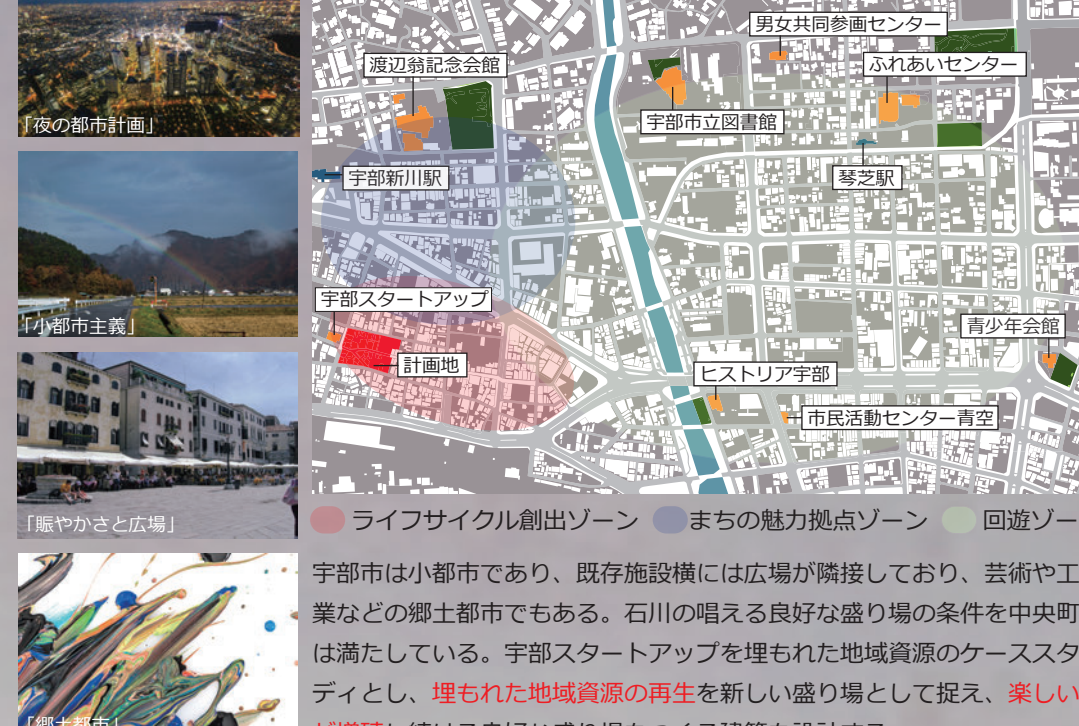 「夜の都市計画」
「小都市主義」
「賑やかさと広場」
「郷土都市」
男女共同参画センター
渡辺翁記念会館
ふれあいセンター
宇部市立図書館
宇部新川駅
琴芝駅
宇部スタートアップ
青少年会館
計画地
ヒストリア宇部
市民活動センター青空
ライフサイクル創出ゾーン まちの魅力拠点ゾーン 回遊ゾー
宇部市は小都市であり、既存施設横には広場が隣接しており、芸術や工
業などの郷土都市でもある。石川の唱える良好な盛り場の条件を中央町
は満たしている。宇部スタートアップを埋もれた地域資源のケーススタ
ディとし、埋もれた地域資源の再生を新しい盛り場として捉え、楽しい